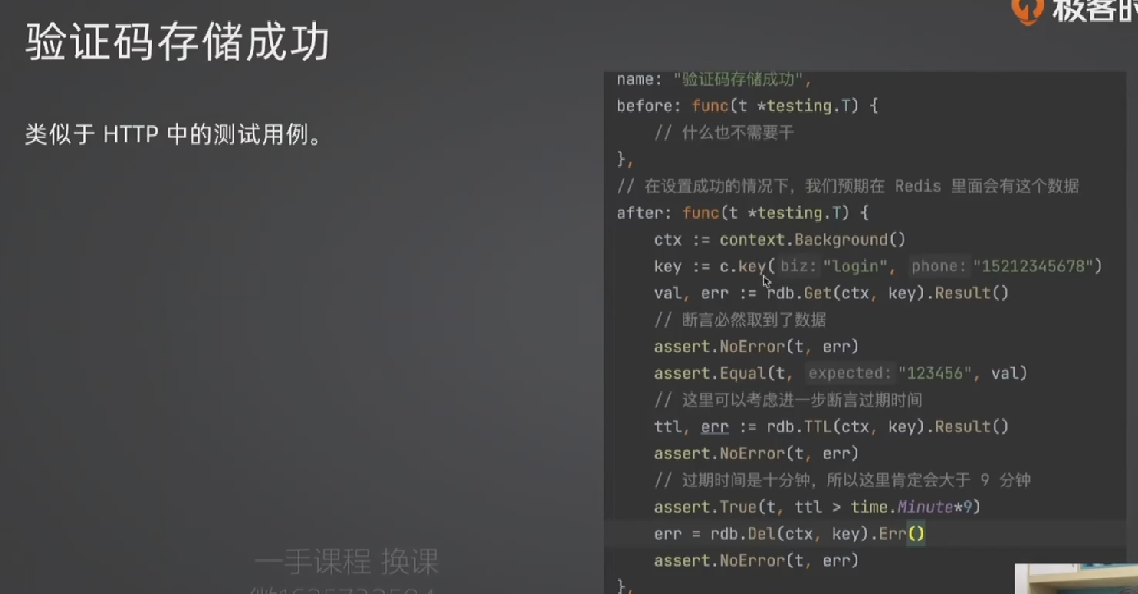 验证码存储成功
类似于 HTTP 中的测试用例。
name: "验证码存储成功",
before: func(t *testing.T) {
// 什么也不需要干
},
// 在设置成功的情况下，我们预期在 Redis 里面会有这个数据
after: func(t *testing.T) {
ctx := context.Background()
key := c.key( biz: "login", phone: "15212345678")
val, err := rdb.Get(ctx, key).Result()
// 断言必然取到了数据
assert.NoError(t, err)
assert.Equal(t, expected: "123456", val)
// 这里可以考虑进一步断言过期时间
ttl, err := rdb.TTL(ctx, key).Result()
assert.NoError(t, err)
// 过期时间是十分钟，所以这里肯定会大于 9 分钟
assert.True(t, ttl > time.Minute*9)
err = rdb.Del(ctx, key).Err()
assert.NoError(t, err)
},
极客时
一手课程 换课